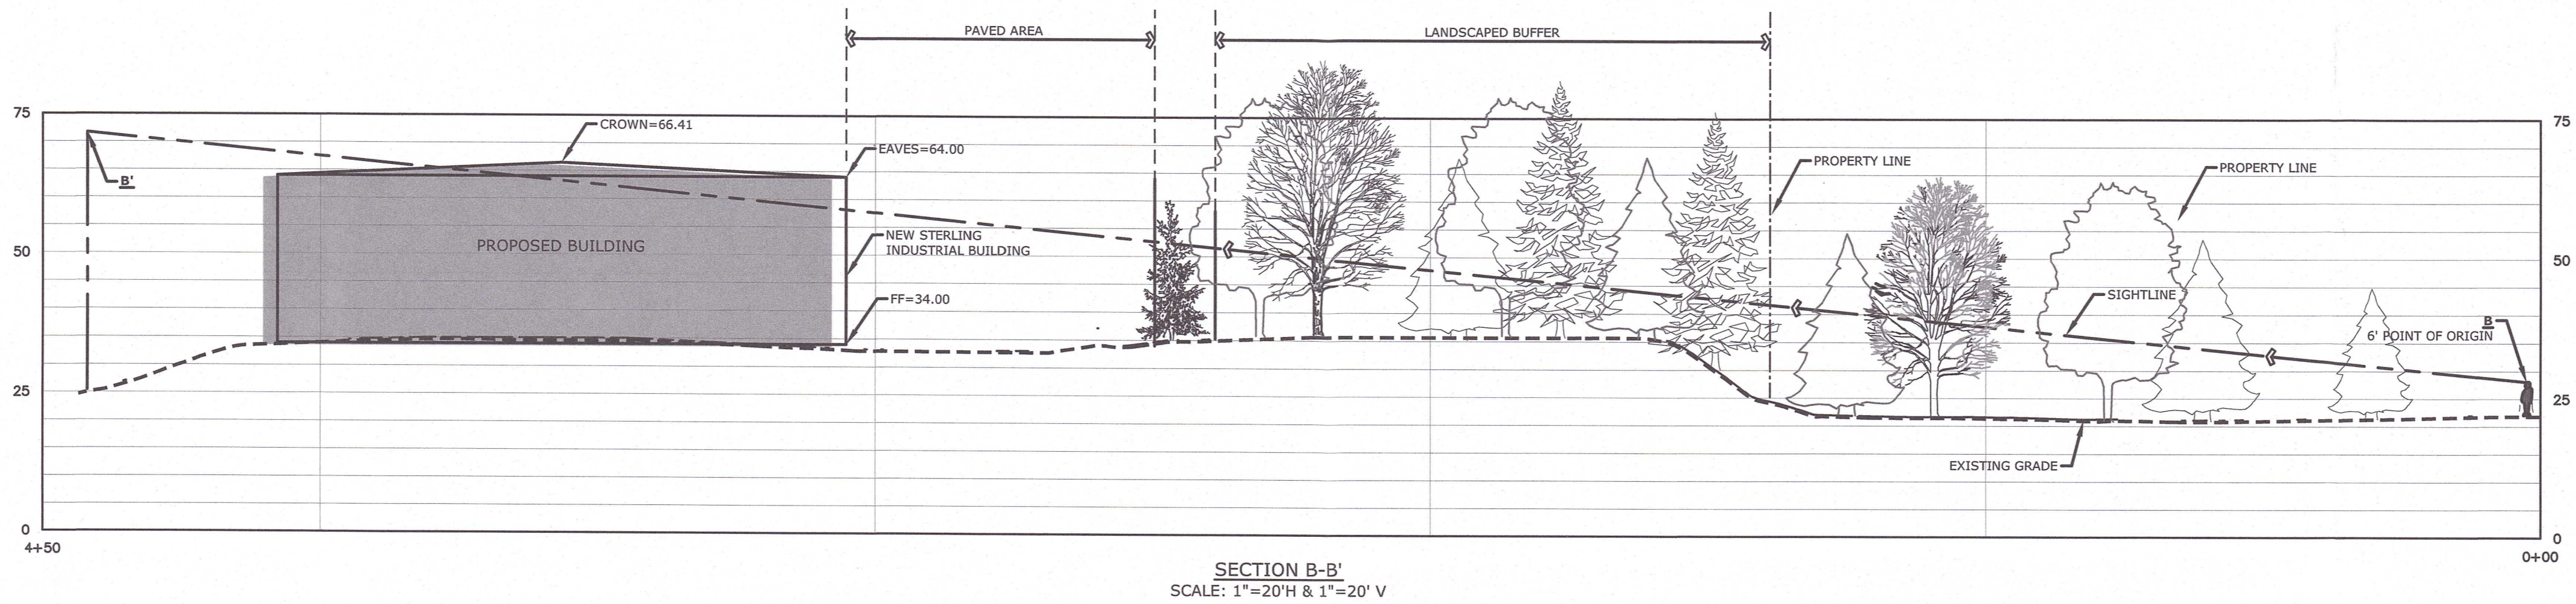 PAVED AREA
LANDSCAPED BUFFER
75
75
CROWN=66.41
EAVES=64.00
B'
PROPERTY LINE
PROPERTY LINE
PROPOSED BUILDING
NEW STERLING
INDUSTRIAL BUILDING
50
50
FF=34.00
SIGHTLINE
B
6' POINT OF ORIGIN
25
25
EXISTING GRADE
0
0
4+50
0+00
SECTION B-B'
SCALE: 1"=20'H & 1"=20' V